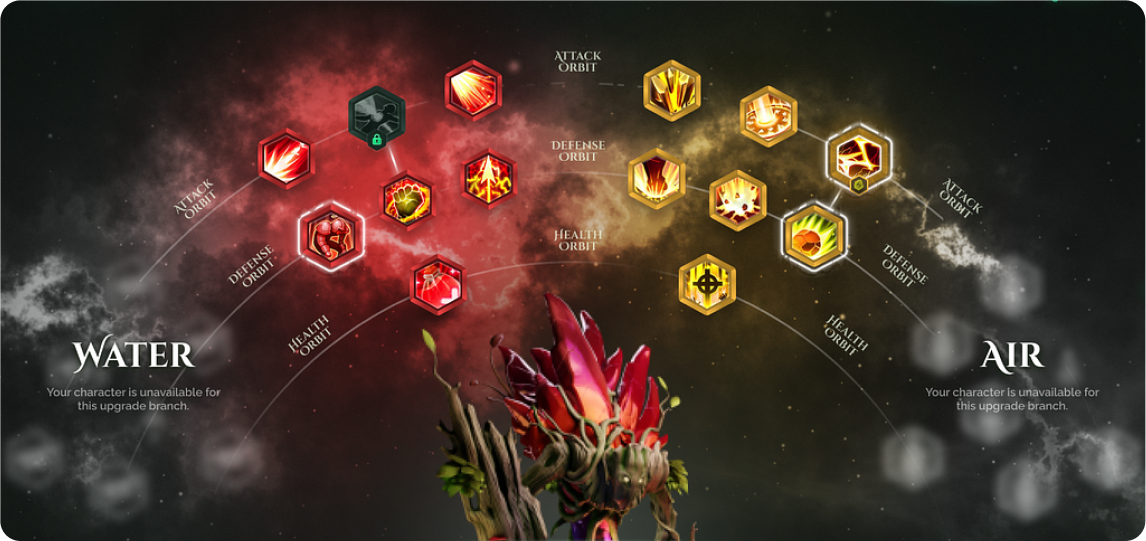 ATTACK
ORBIT
DEFENSE
ORBIT
HEALTH
ORBIT
ATTACK
ORBIT
DEFENSE
ORBIT
HEALTH
ORBIT
ATTACK
ORBIT
DEFENSE
ORBIT
HEALTH
ORBIT
WATER
Your character is unavailable for
this upgrade branch.
AIR
Your character is unavailable for
this upgrade branch.